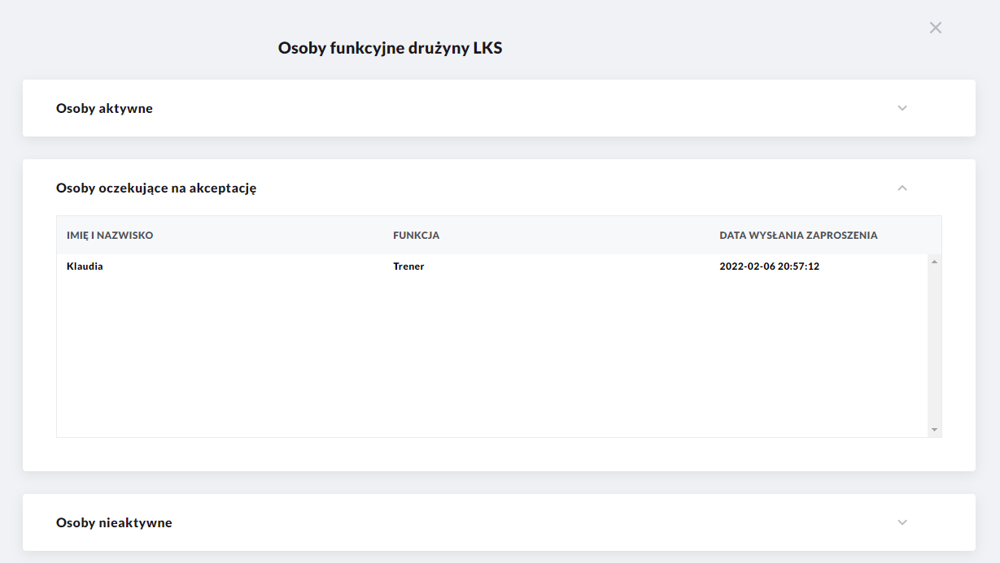 Osoby funkcyjne drużyny LKS
Osoby aktywne
Osoby oczekujące na akceptację
IMIĘ I NAZWISKO FUNKCJA DATA WYSŁANIA ZAPROSZENIA
Klaudia Trener 2022-02-06 20:57:12
Osoby nieaktywne